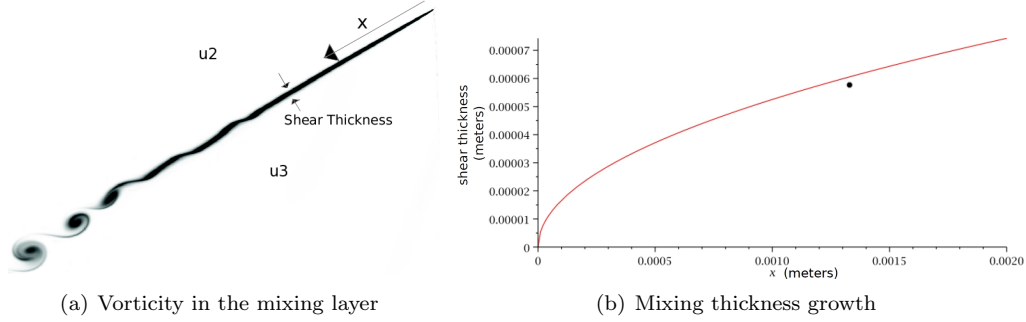 x
u2
Shear Thickness
u3
(a) Vorticity in the mixing layer
shear thickness
(meters)
0.00007
0.00006
0.00005
0.00004
0.00003
0.00002
0.00001
0
0 0.0005 0.0010 0.0015 0.0020
x (meters)
(b) Mixing thickness growth